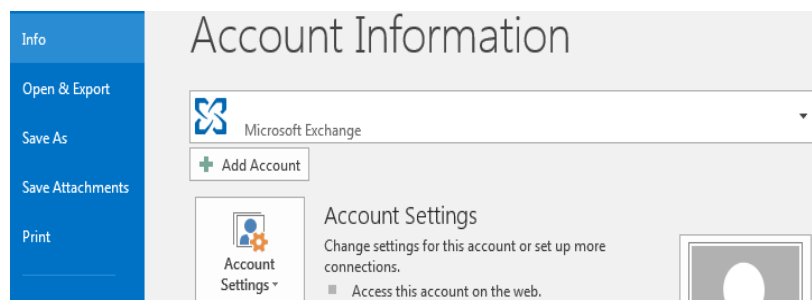 Info
Open & Export
Save As
Save Attachments
Print
Account Information
Microsoft Exchange
Add Account
Account
Settings
Account Settings
Change settings for this account or set up more
connections.
Access this account on the web.